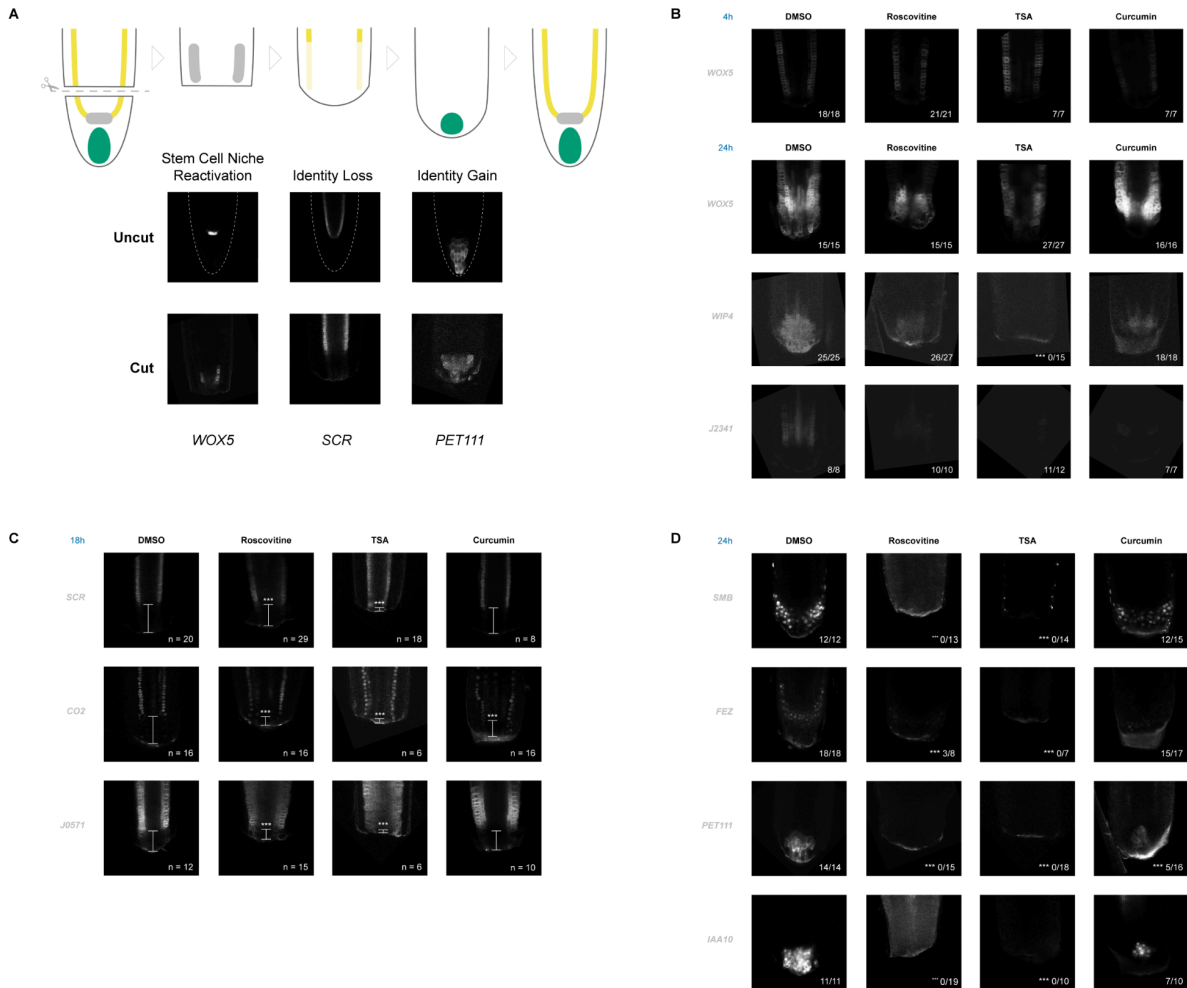 A
Stem Cell Niche
Reactivation
Identity Loss
Identity Gain
Uncut
Cut
WOX5
SCR
PET111
B
4h
DMSO
Roscovitine
TSA
Curcumin
WOX5
18/18
21/21
7/7
7/7
24h
DMSO
Roscovitine
TSA
Curcumin
WOX5
15/15
15/15
27/27
16/16
WIP4
25/25
26/27
*** 0/15
18/18
J2341
8/8
10/10
11/12
7/7
C
18h
DMSO
Roscovitine
TSA
Curcumin
SCR
***
***
n = 20
n = 29
n = 18
n = 8
CO2
***
***
***
n = 16
n = 16
n = 6
n = 16
J0571
***
***
n = 12
n = 15
n = 6
n = 10
D
24h
DMSO
Roscovitine
TSA
Curcumin
SMB
12/12
*** 0/13
*** 0/14
12/15
FEZ
18/18
*** 3/8
*** 0/7
15/17
PET111
14/14
*** 0/15
*** 0/18
*** 5/16
IAA10
11/11
*** 0/19
*** 0/10
7/10